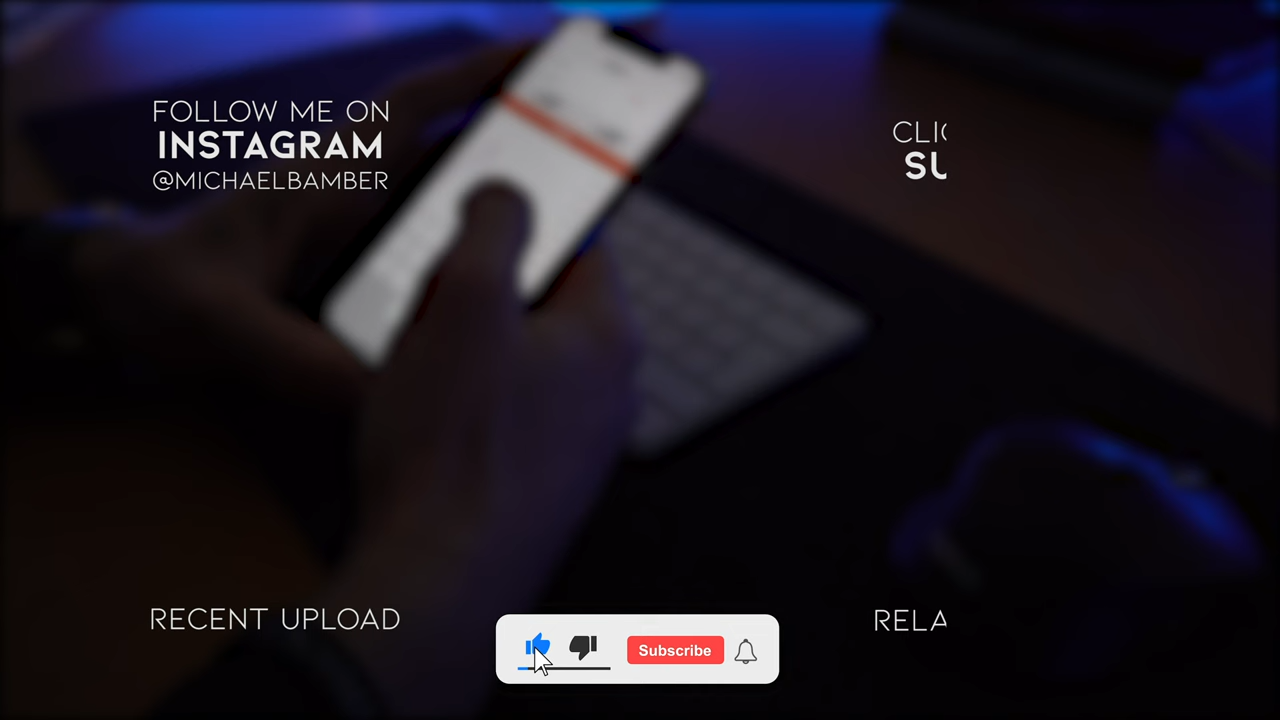 FOLLOW ME ON
INSTAGRAM
@MICHAELBAMBER
RECENT UPLOAD
Subscribe